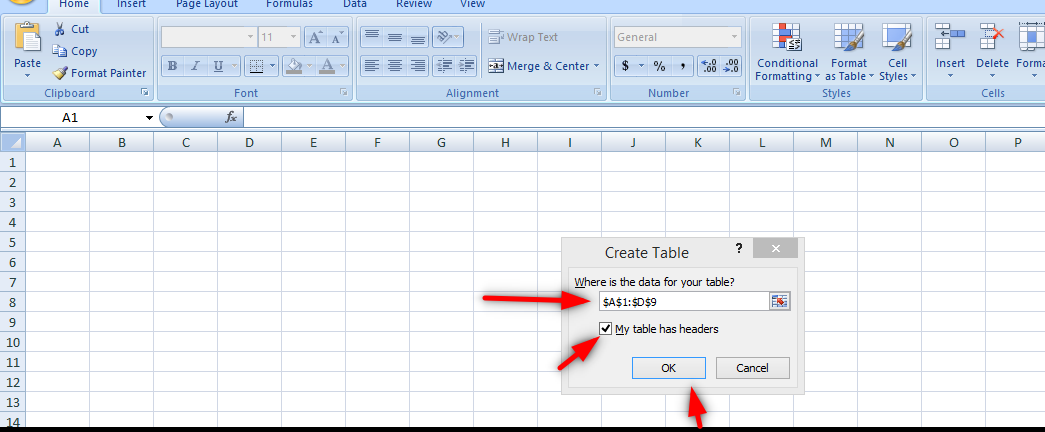 Home Insert Page Layout Formulas Data Review View
Cut
Copy
Paste
Format Painter
Clipboard
11 A A
B I U A
Font
Wrap Text
Merge & Center
Alignment
General
$ % , .00 .00
Number
Conditional Formatting
Format as Table
Cell Styles
Styles
Insert Delete Forma
Cells
A1 fx
A B C D E F G H I J K L M N O P
1
2
3
4
5
6
7
8
9
10
11
12
13
14
Create Table ? ×
Where is the data for your table?
$A$1:$D$9
My table has headers
OK Cancel